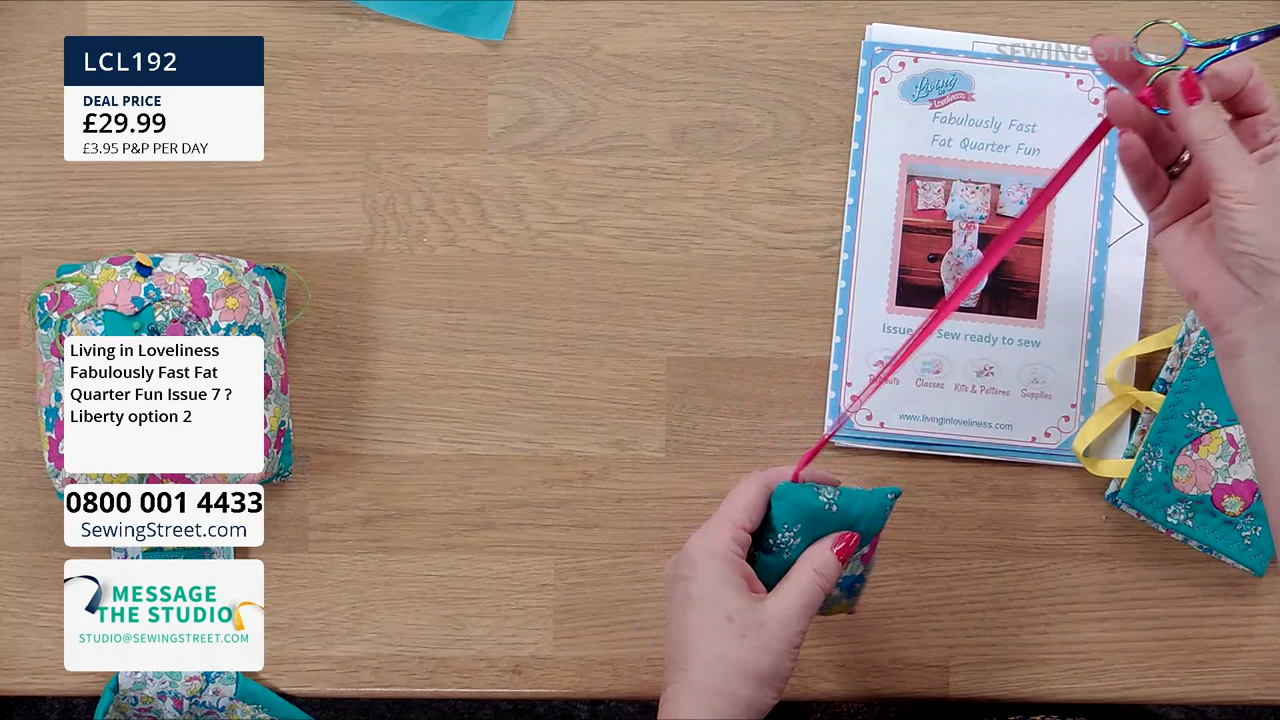 LCL192
DEAL PRICE
£29.99
£3.95 P&P PER DAY
Living in Loveliness
Fabulously Fast Fat
Quarter Fun Issue 7 ?
Liberty option 2
0800 001 4433
SewingStreet.com
MESSAGE
THE STUDIO
STUDIO@SEWINGSTREET.COM
SEWING STREET
Living
in
Loveliness
Fabulously Fast
Fat Quarter Fun
Issue Sew ready to sew
Classes
Kits & Patterns
Supplies
www.livinginloveliness.com